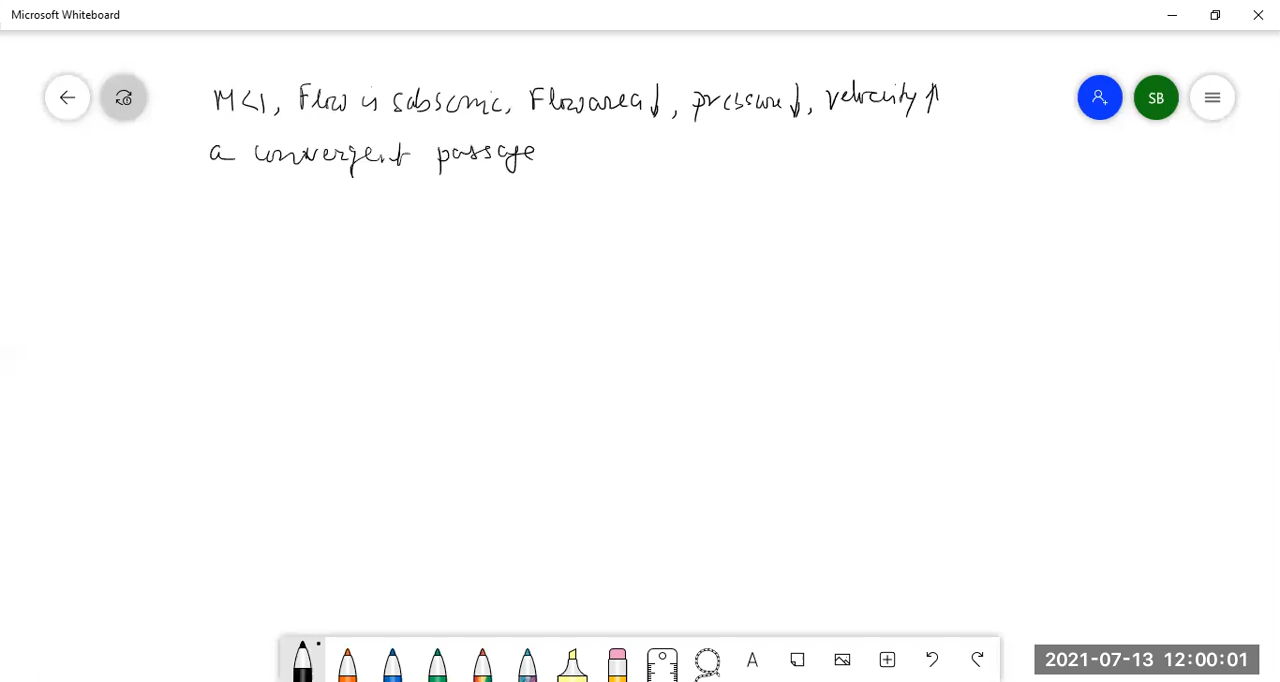 Microsoft Whiteboard
M<1, Flow is subsonic, Flow area↓, pressure↓, velocity↑
SB
a convergent passage
A
2021-07-13 12:00:01